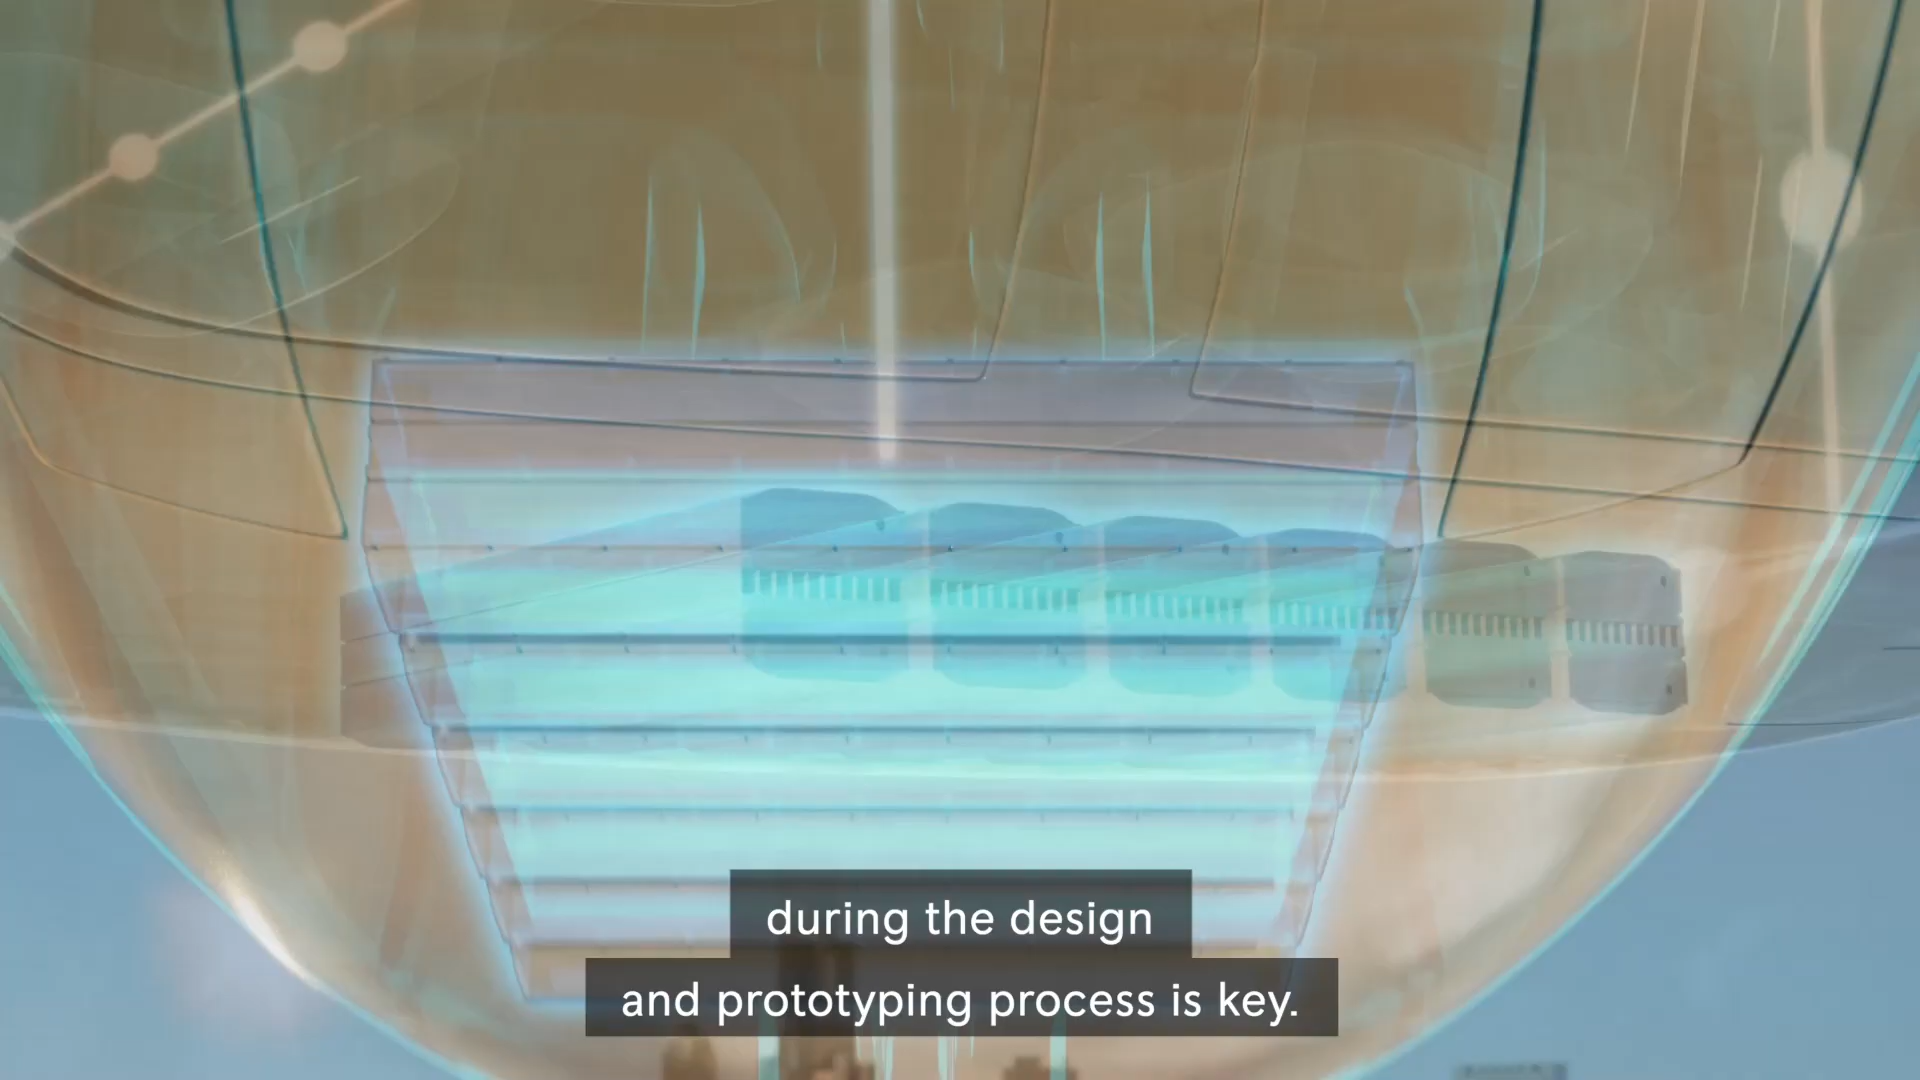 during the design
and prototyping process is key.